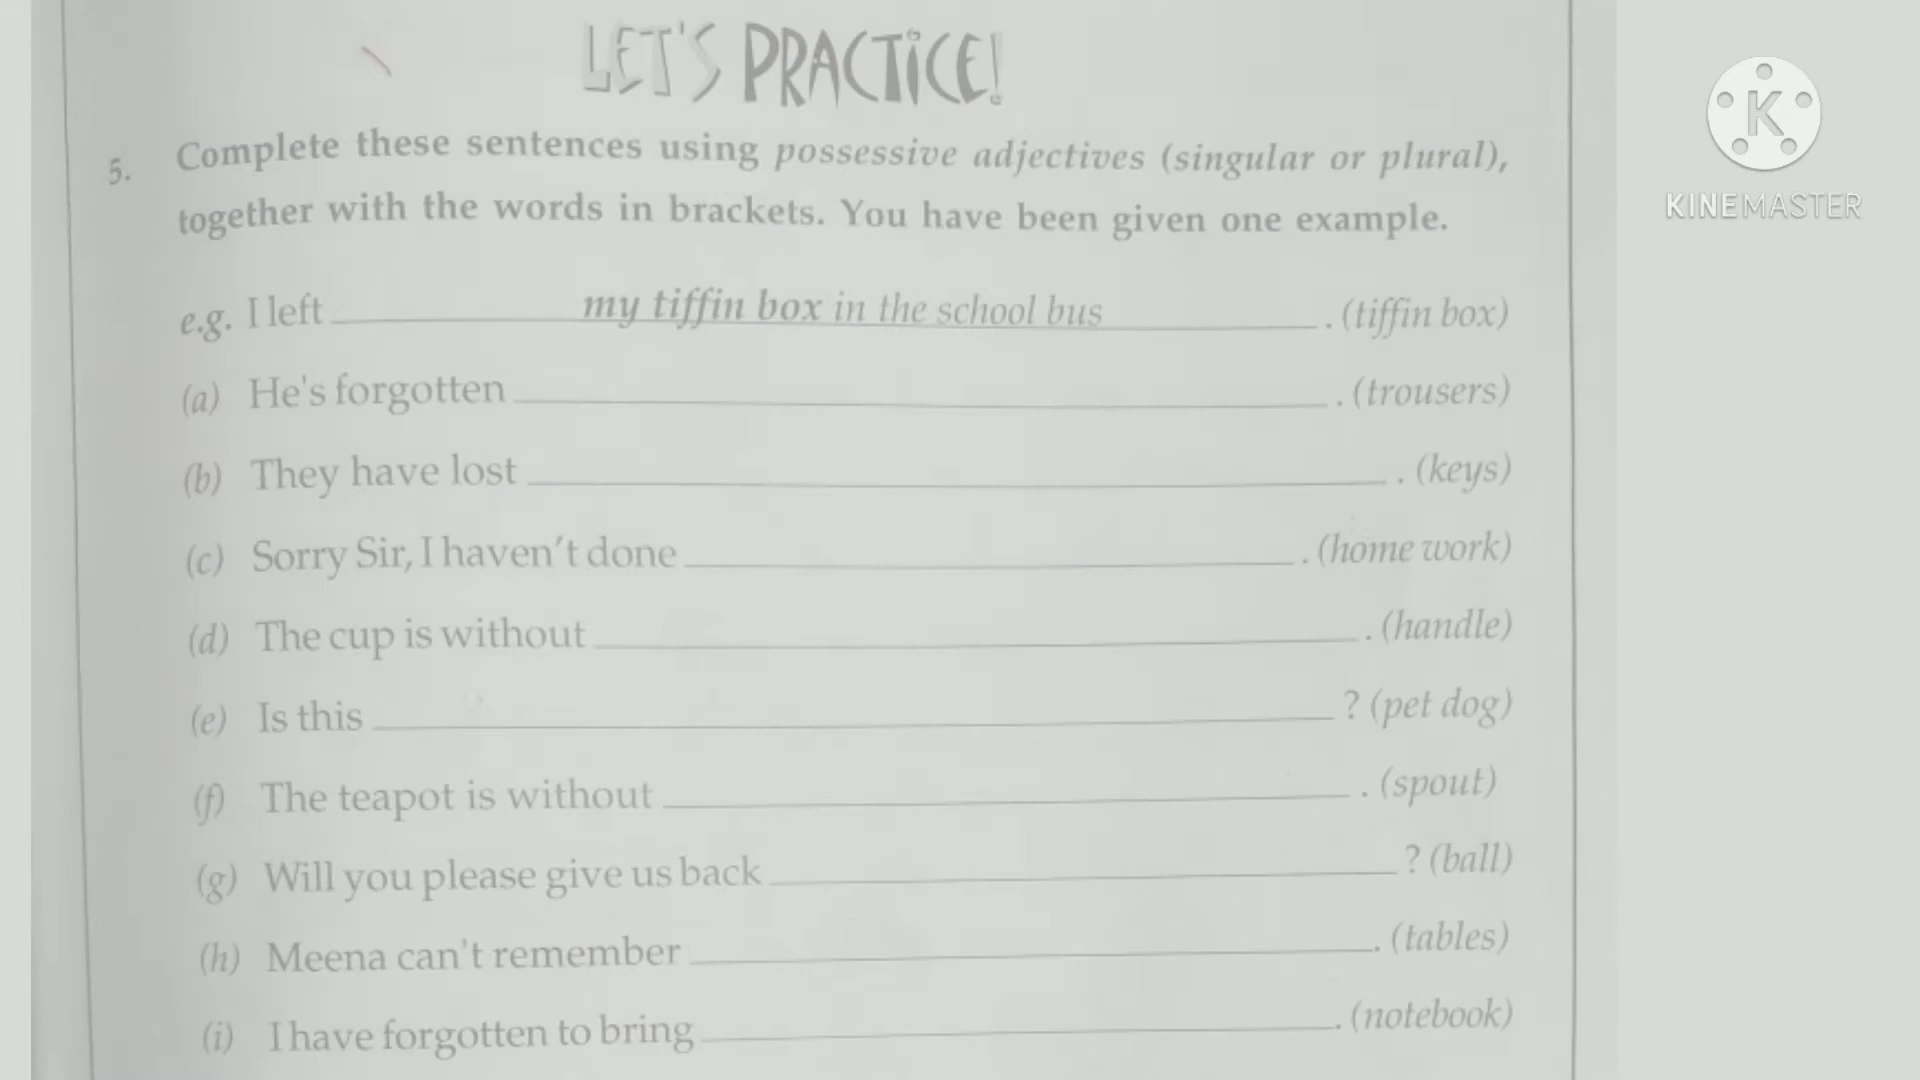 LET'S PRACTICE!
5. Complete these sentences using possessive adjectives (singular or plural),
together with the words in brackets. You have been given one example.
e.g. I left my tiffin box in the school bus . (tiffin box)
(a) He's forgotten . (trousers)
(b) They have lost . (keys)
(c) Sorry Sir, I haven't done . (home work)
(d) The cup is without . (handle)
(e) Is this ? (pet dog)
(f) The teapot is without . (spout)
(g) Will you please give us back ? (ball)
(h) Meena can't remember . (tables)
(i) I have forgotten to bring . (notebook)
K
KINEMASTER